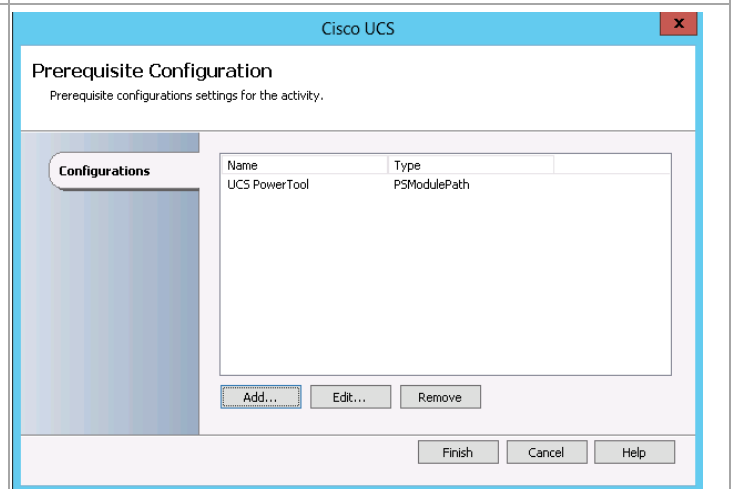 Cisco UCS
x
Prerequisite Configuration
Prerequisite configurations settings for the activity.
Configurations
Name Type
UCS PowerTool PSModulePath
Add... Edit... Remove
Finish Cancel Help